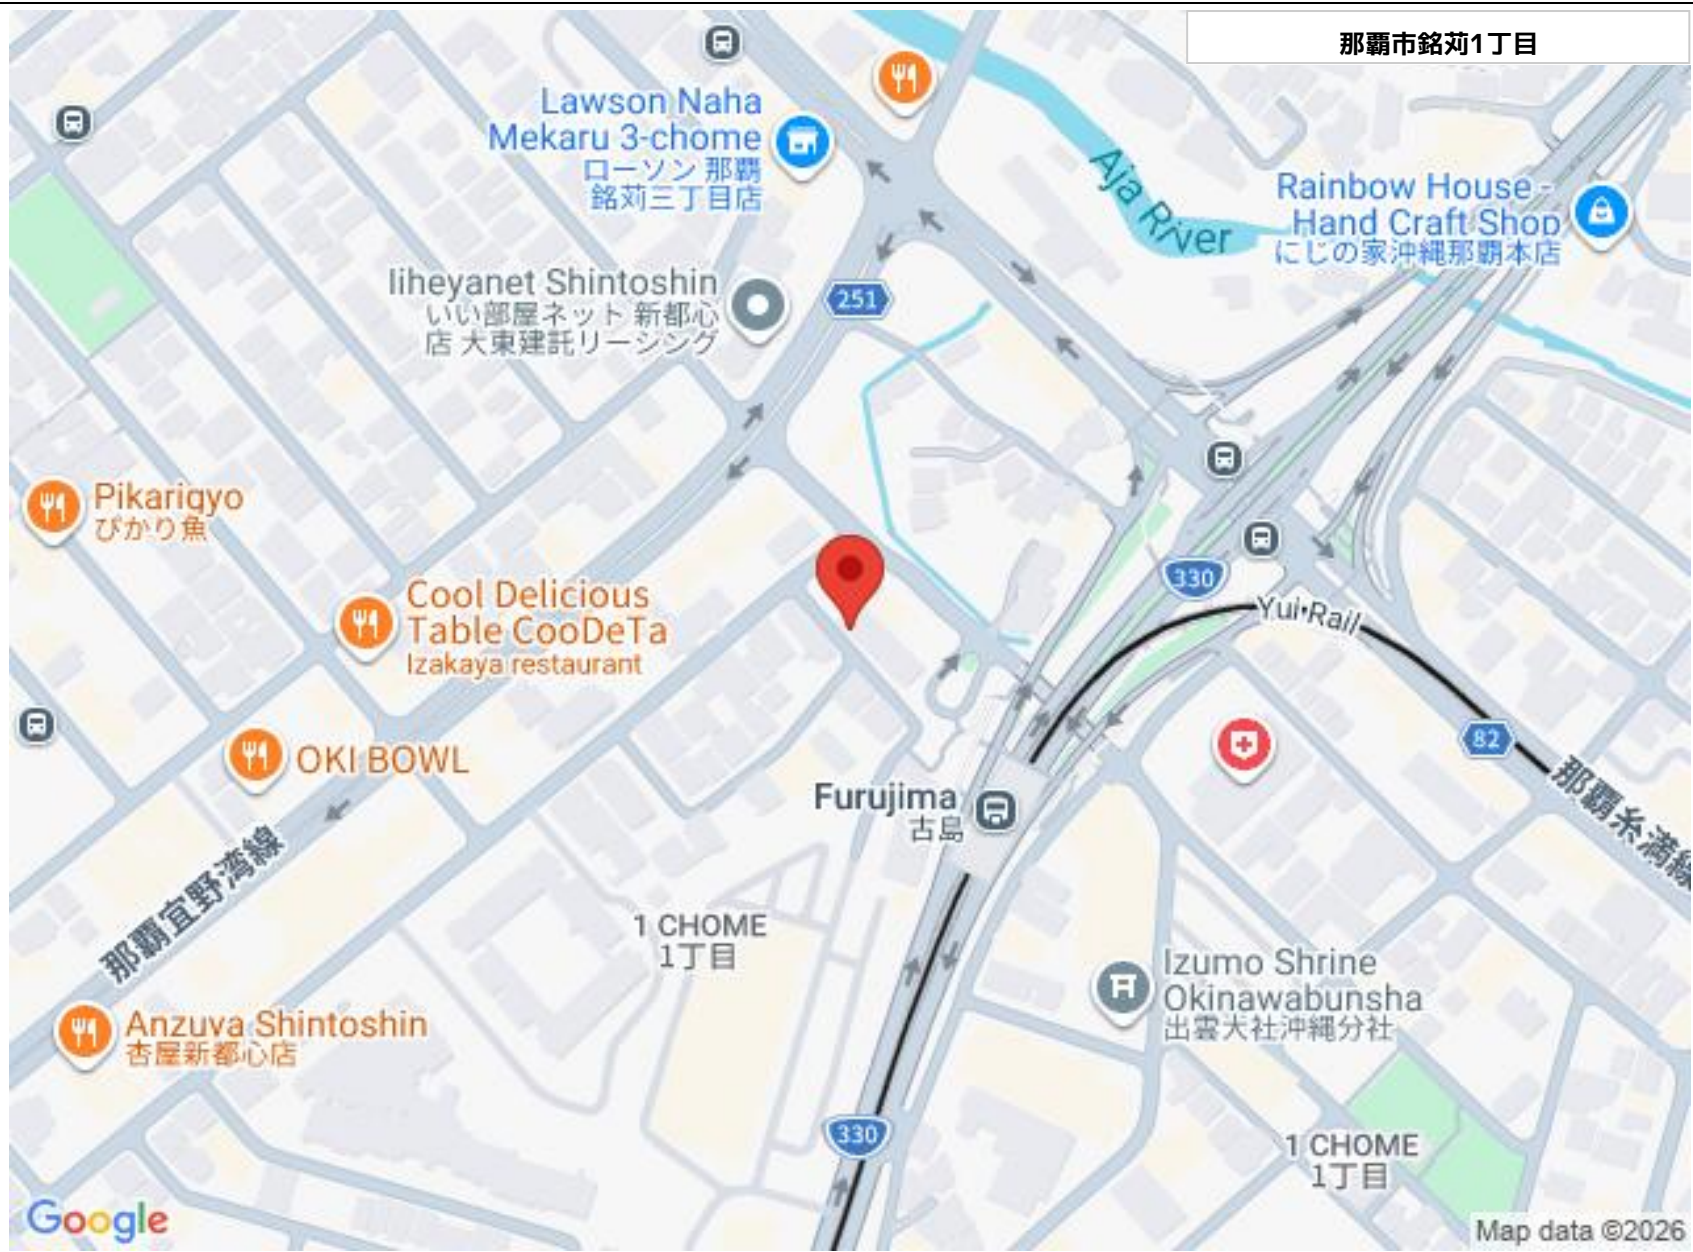 那覇市銘苅1丁目
Lawson Naha
Mekaru 3-chome
ローソン 那覇
銘苅三丁目店
Aja River
Rainbow House -
Hand Craft Shop
にじの家沖縄那覇本店
Iiheyanet Shintoshin
いい部屋ネット 新都心
店 大東建託リーシング
251
Pikarigyo
ぴかり魚
330
Cool Delicious
Table CooDeTa
Izakaya restaurant
Yui Rail
OKI BOWL
82
那覇糸満線
Furujima
古島
那覇宜野湾線
1 CHOME
1丁目
Izumo Shrine
Okinawabunsha
出雲大社沖縄分社
Anzuya Shintoshin
杏屋新都心店
330
1 CHOME
1丁目
Google
Map data ©2026